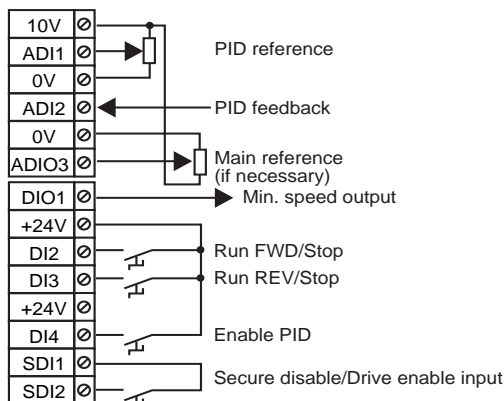 10V
ADI1 PID reference
0V
ADI2 PID feedback
0V
ADIO3 Main reference
(if necessary)
DIO1 Min. speed output
+24V
DI2 Run FWD/Stop
DI3 Run REV/Stop
+24V
DI4 Enable PID
SDI1
Secure disable/Drive enable input
SDI2